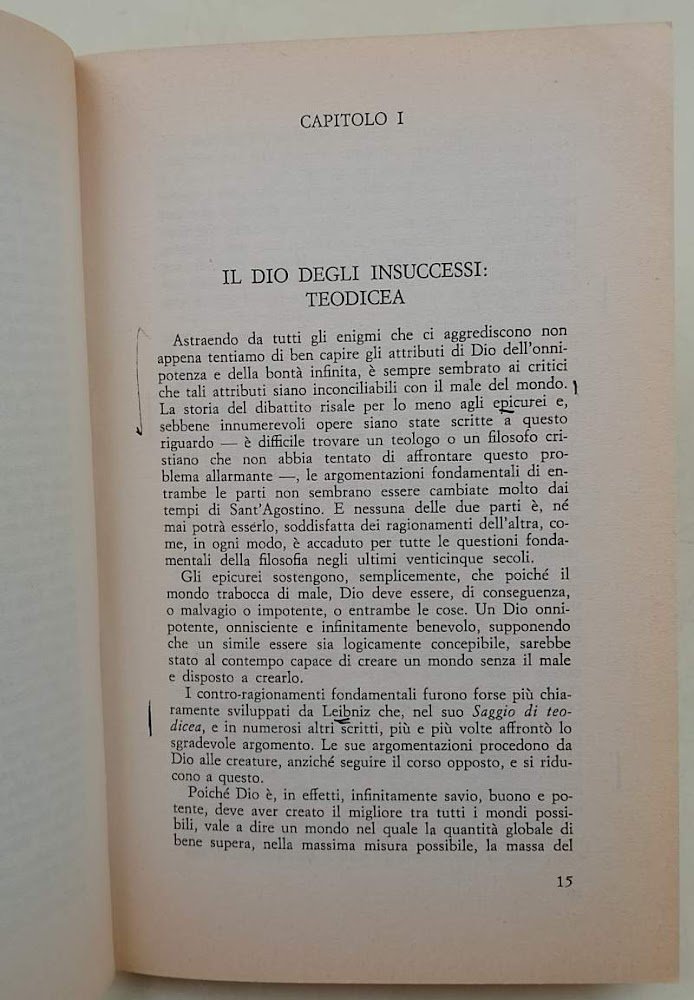 CAPITOLO I
IL DIO DEGLI INSUCCESSI:
TEODICEA
Astraendo da tutti gli enigmi che ci aggrediscono non
appena tentiamo di ben capire gli attributi di Dio dell'onni-
potenza e della bontà infinita, è sempre sembrato ai critici
che tali attributi siano inconciliabili con il male del mondo.
La storia del dibattito risale per lo meno agli epicurei e,
sebbene innumerevoli opere siano state scritte a questo
riguardo — è difficile trovare un teologo o un filosofo cri-
stiano che non abbia tentato di affrontare questo pro-
blema allarmante —, le argomentazioni fondamentali di en-
trambe le parti non sembrano essere cambiate molto dai
tempi di Sant'Agostino. E nessuna delle due parti è, né
mai potrà esserlo, soddisfatta dei ragionamenti dell'altra, co-
me, in ogni modo, è accaduto per tutte le questioni fonda-
mentali della filosofia negli ultimi venticinque secoli.
Gli epicurei sostengono, semplicemente, che poiché il
mondo trabocca di male, Dio deve essere, di conseguenza,
o malvagio o impotente, o entrambe le cose. Un Dio onni-
potente, onnisciente e infinitamente benevolo, supponendo
che un simile essere sia logicamente concepibile, sarebbe
stato al contempo capace di creare un mondo senza il male
e disposto a crearlo.
I contro-ragionamenti fondamentali furono forse più chia-
ramente sviluppati da Leibniz che, nel suo Saggio di teo-
dicea, e in numerosi altri scritti, più e più volte affrontò lo
sgradevole argomento. Le sue argomentazioni procedono da
Dio alle creature, anziché seguire il corso opposto, e si ridu-
cono a questo.
Poiché Dio è, in effetti, infinitamente savio, buono e po-
tente, deve aver creato il migliore tra tutti i mondi possi-
bili, vale a dire un mondo nel quale la quantità globale di
bene supera, nella massima misura possibile, la massa del
15